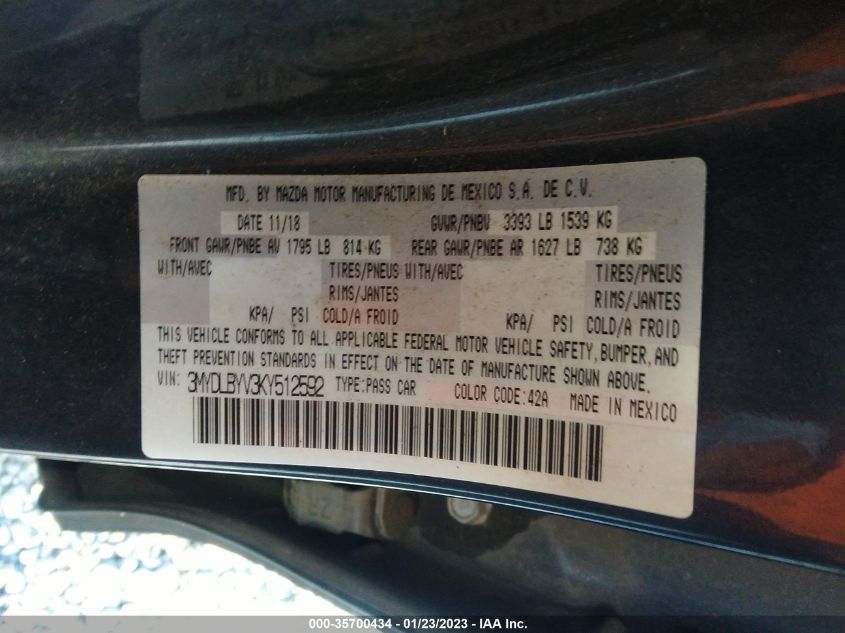 MFD. BY MAZDA MOTOR MANUFACTURING DE MEXICO S.A. DE C.V.
DATE 11/18 GVWR/PNBV 3393 LB 1539 KG
FRONT GAWR/PNBE AV 1795 LB 814 KG REAR GAWR/PNBE AR 1627 LB 738 KG
WITH/AVEC TIRES/PNEUS WITH/AVEC TIRES/PNEUS
RIMS/JANTES RIMS/JANTES
KPA/ PSI COLD/A FROID KPA/ PSI COLD/A FROID
THIS VEHICLE CONFORMS TO ALL APPLICABLE FEDERAL MOTOR VEHICLE SAFETY, BUMPER, AND
THEFT PREVENTION STANDARDS IN EFFECT ON THE DATE OF MANUFACTURE SHOWN ABOVE.
VIN: 3MYDLBYV3KY512592 TYPE:PASS CAR COLOR CODE:42A MADE IN MEXICO
000-35700434 - 01/23/2023 - IAA Inc.